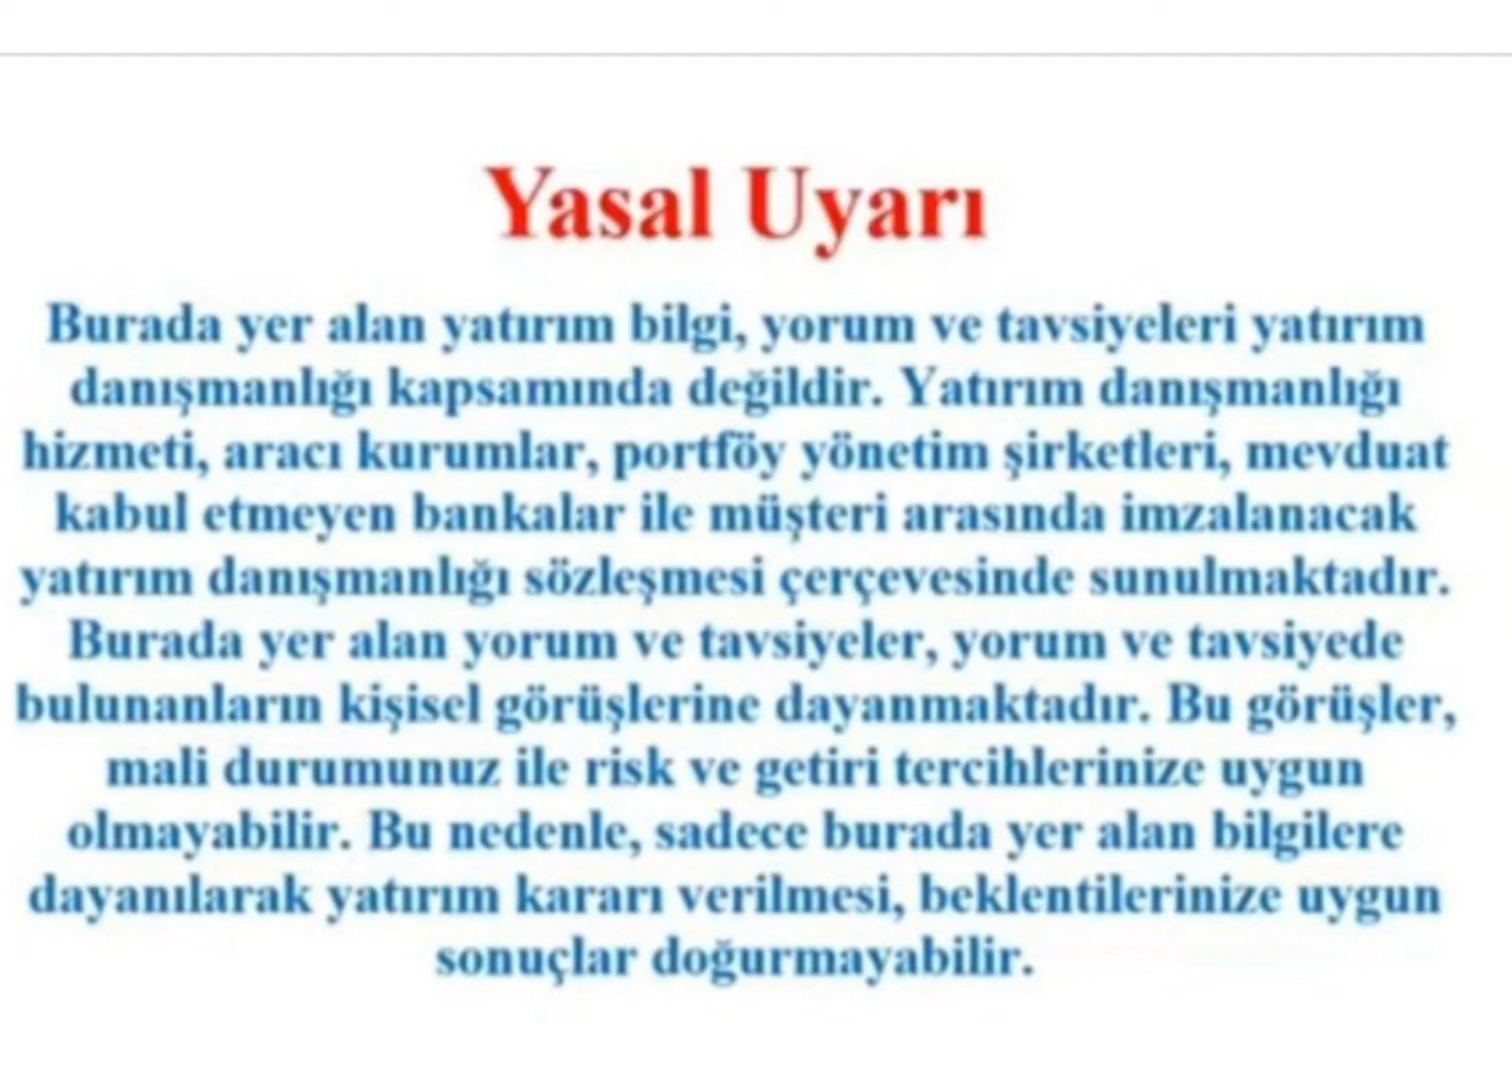 Yasal Uyarı
Burada yer alan yatırım bilgi, yorum ve tavsiyeleri yatırım
danışmanlığı kapsamında değildir. Yatırım danışmanlığı
hizmeti, aracı kurumlar, portföy yönetim şirketleri, mevduat
kabul etmeyen bankalar ile müşteri arasında imzalanacak
yatırım danışmanlığı sözleşmesi çerçevesinde sunulmaktadır.
Burada yer alan yorum ve tavsiyeler, yorum ve tavsiyede
bulunanların kişisel görüşlerine dayanmaktadır. Bu görüşler,
mali durumunuz ile risk ve getiri tercihlerinize uygun
olmayabilir. Bu nedenle, sadece burada yer alan bilgilere
dayanılarak yatırım kararı verilmesi, beklentilerinize uygun
sonuçlar doğurmayabilir.